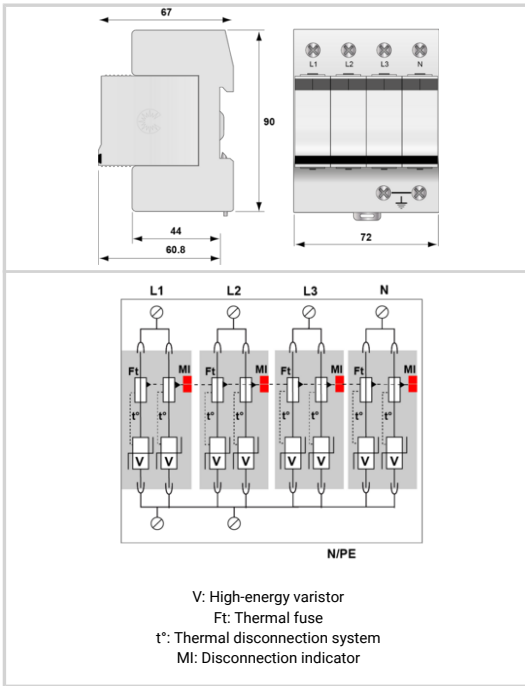 67
L1 L2 L3 N
90
44
60.8
72
L1 L2 L3 N
Ft MI Ft MI Ft MI Ft MI
t° t° t° t° t° t° t° t°
V V V V V V V V
N/PE
V: High-energy varistor
Ft: Thermal fuse
t°: Thermal disconnection system
MI: Disconnection indicator